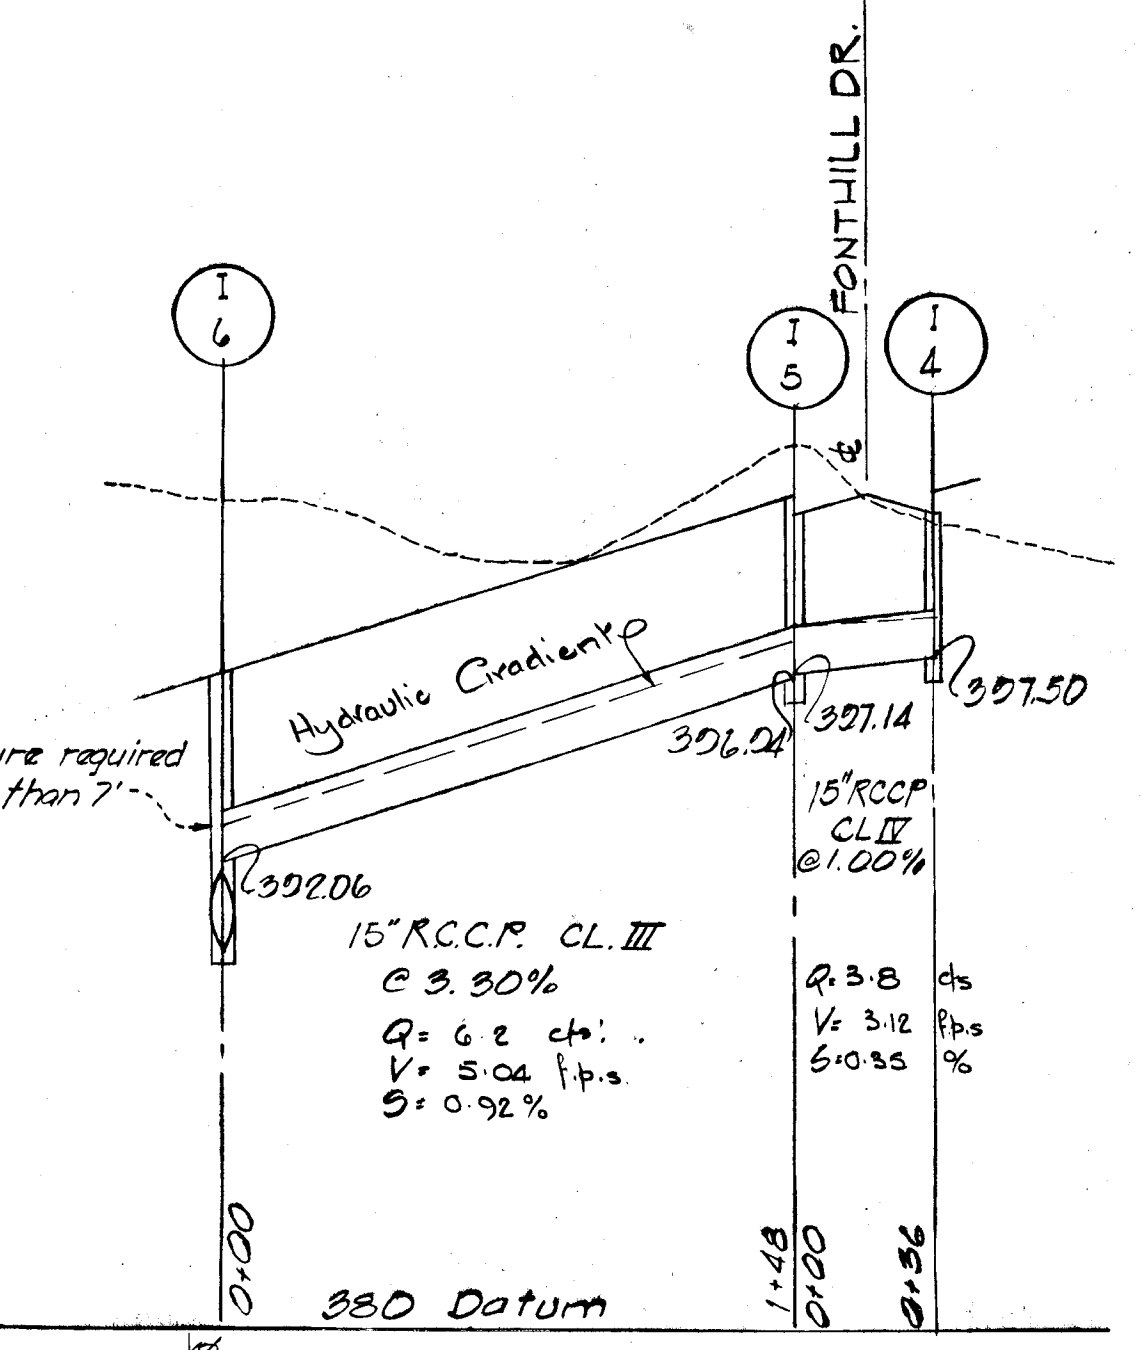 FONTHILL DR.
I
6
I
5
I
4
℄
Hydraulic Gradient
397.50
397.14
396.94
required
than 7'
392.06
15" RCCP
CL IV
@ 1.00%
15" R.C.C.P. CL. III
@ 3.30%
Q= 6.2 cfs
V= 5.04 f.p.s.
S= 0.92%
Q= 3.8 cfs
V= 3.12 f.p.s
S=0.35 %
0+00
1+48
0+00
0+36
380 Datum